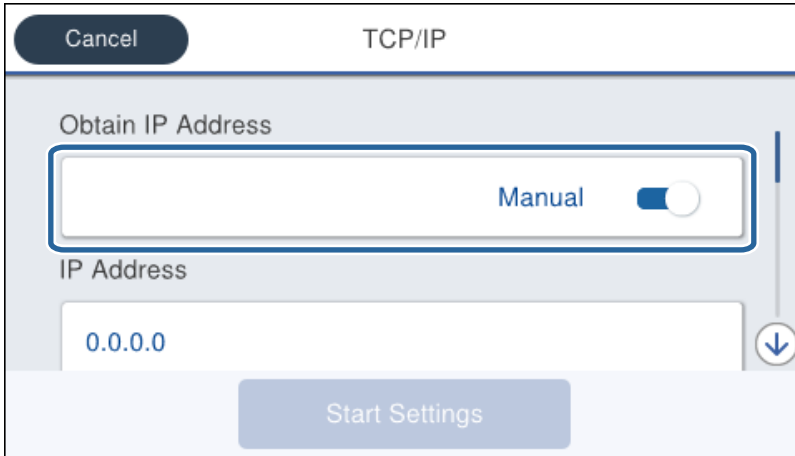 Cancel
TCP/IP
Obtain IP Address
Manual
IP Address
0.0.0.0
Start Settings